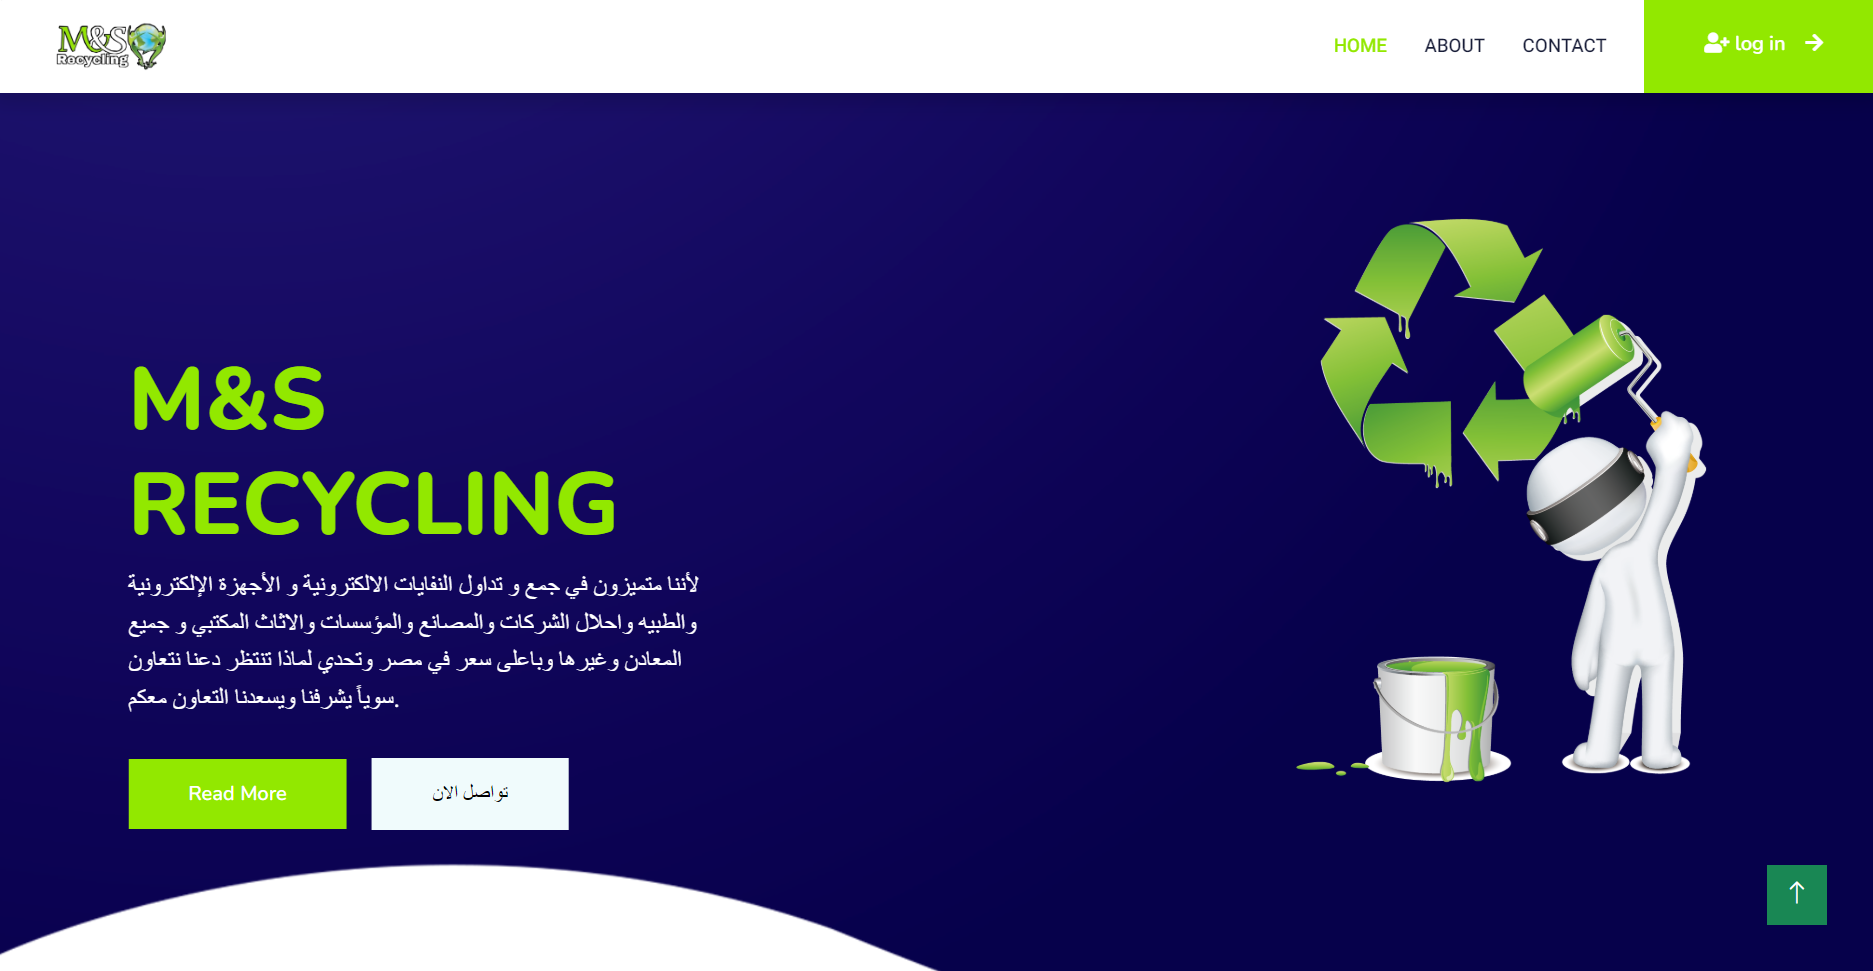 M&S
Recycling
HOME
ABOUT
CONTACT
log in
M&S
RECYCLING
لأننا متميزون في جمع و تداول النفايات الالكترونية و الأجهزة الإلكترونية
والطبيه واحلال الشركات والمصانع والمؤسسات والاثاث المكتبي و جميع
المعادن وغيرها وباعلى سعر في مصر وتحدي لماذا تنتظر دعنا نتعاون
سوياً يشرفنا ويسعدنا التعاون معكم.
Read More
تواصل الان